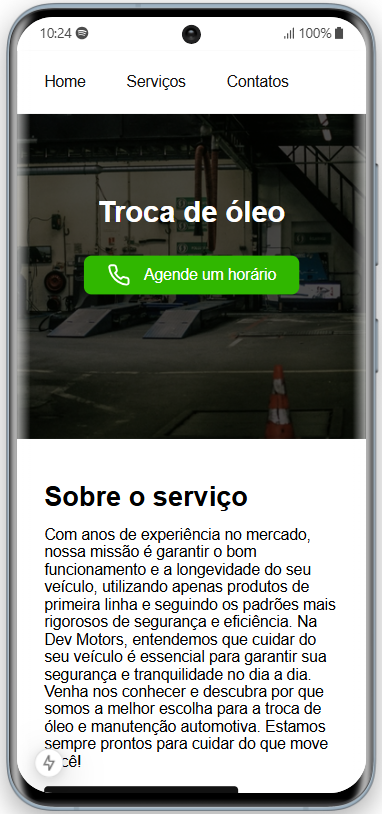 10:24 100%
Home Serviços Contatos
Troca de óleo
Agende um horário
Sobre o serviço
Com anos de experiência no mercado,
nossa missão é garantir o bom
funcionamento e a longevidade do seu
veículo, utilizando apenas produtos de
primeira linha e seguindo os padrões mais
rigorosos de segurança e eficiência. Na
Dev Motors, entendemos que cuidar do
seu veículo é essencial para garantir sua
segurança e tranquilidade no dia a dia.
Venha nos conhecer e descubra por que
somos a melhor escolha para a troca de
óleo e manutenção automotiva. Estamos
sempre prontos para cuidar do que move
cê!